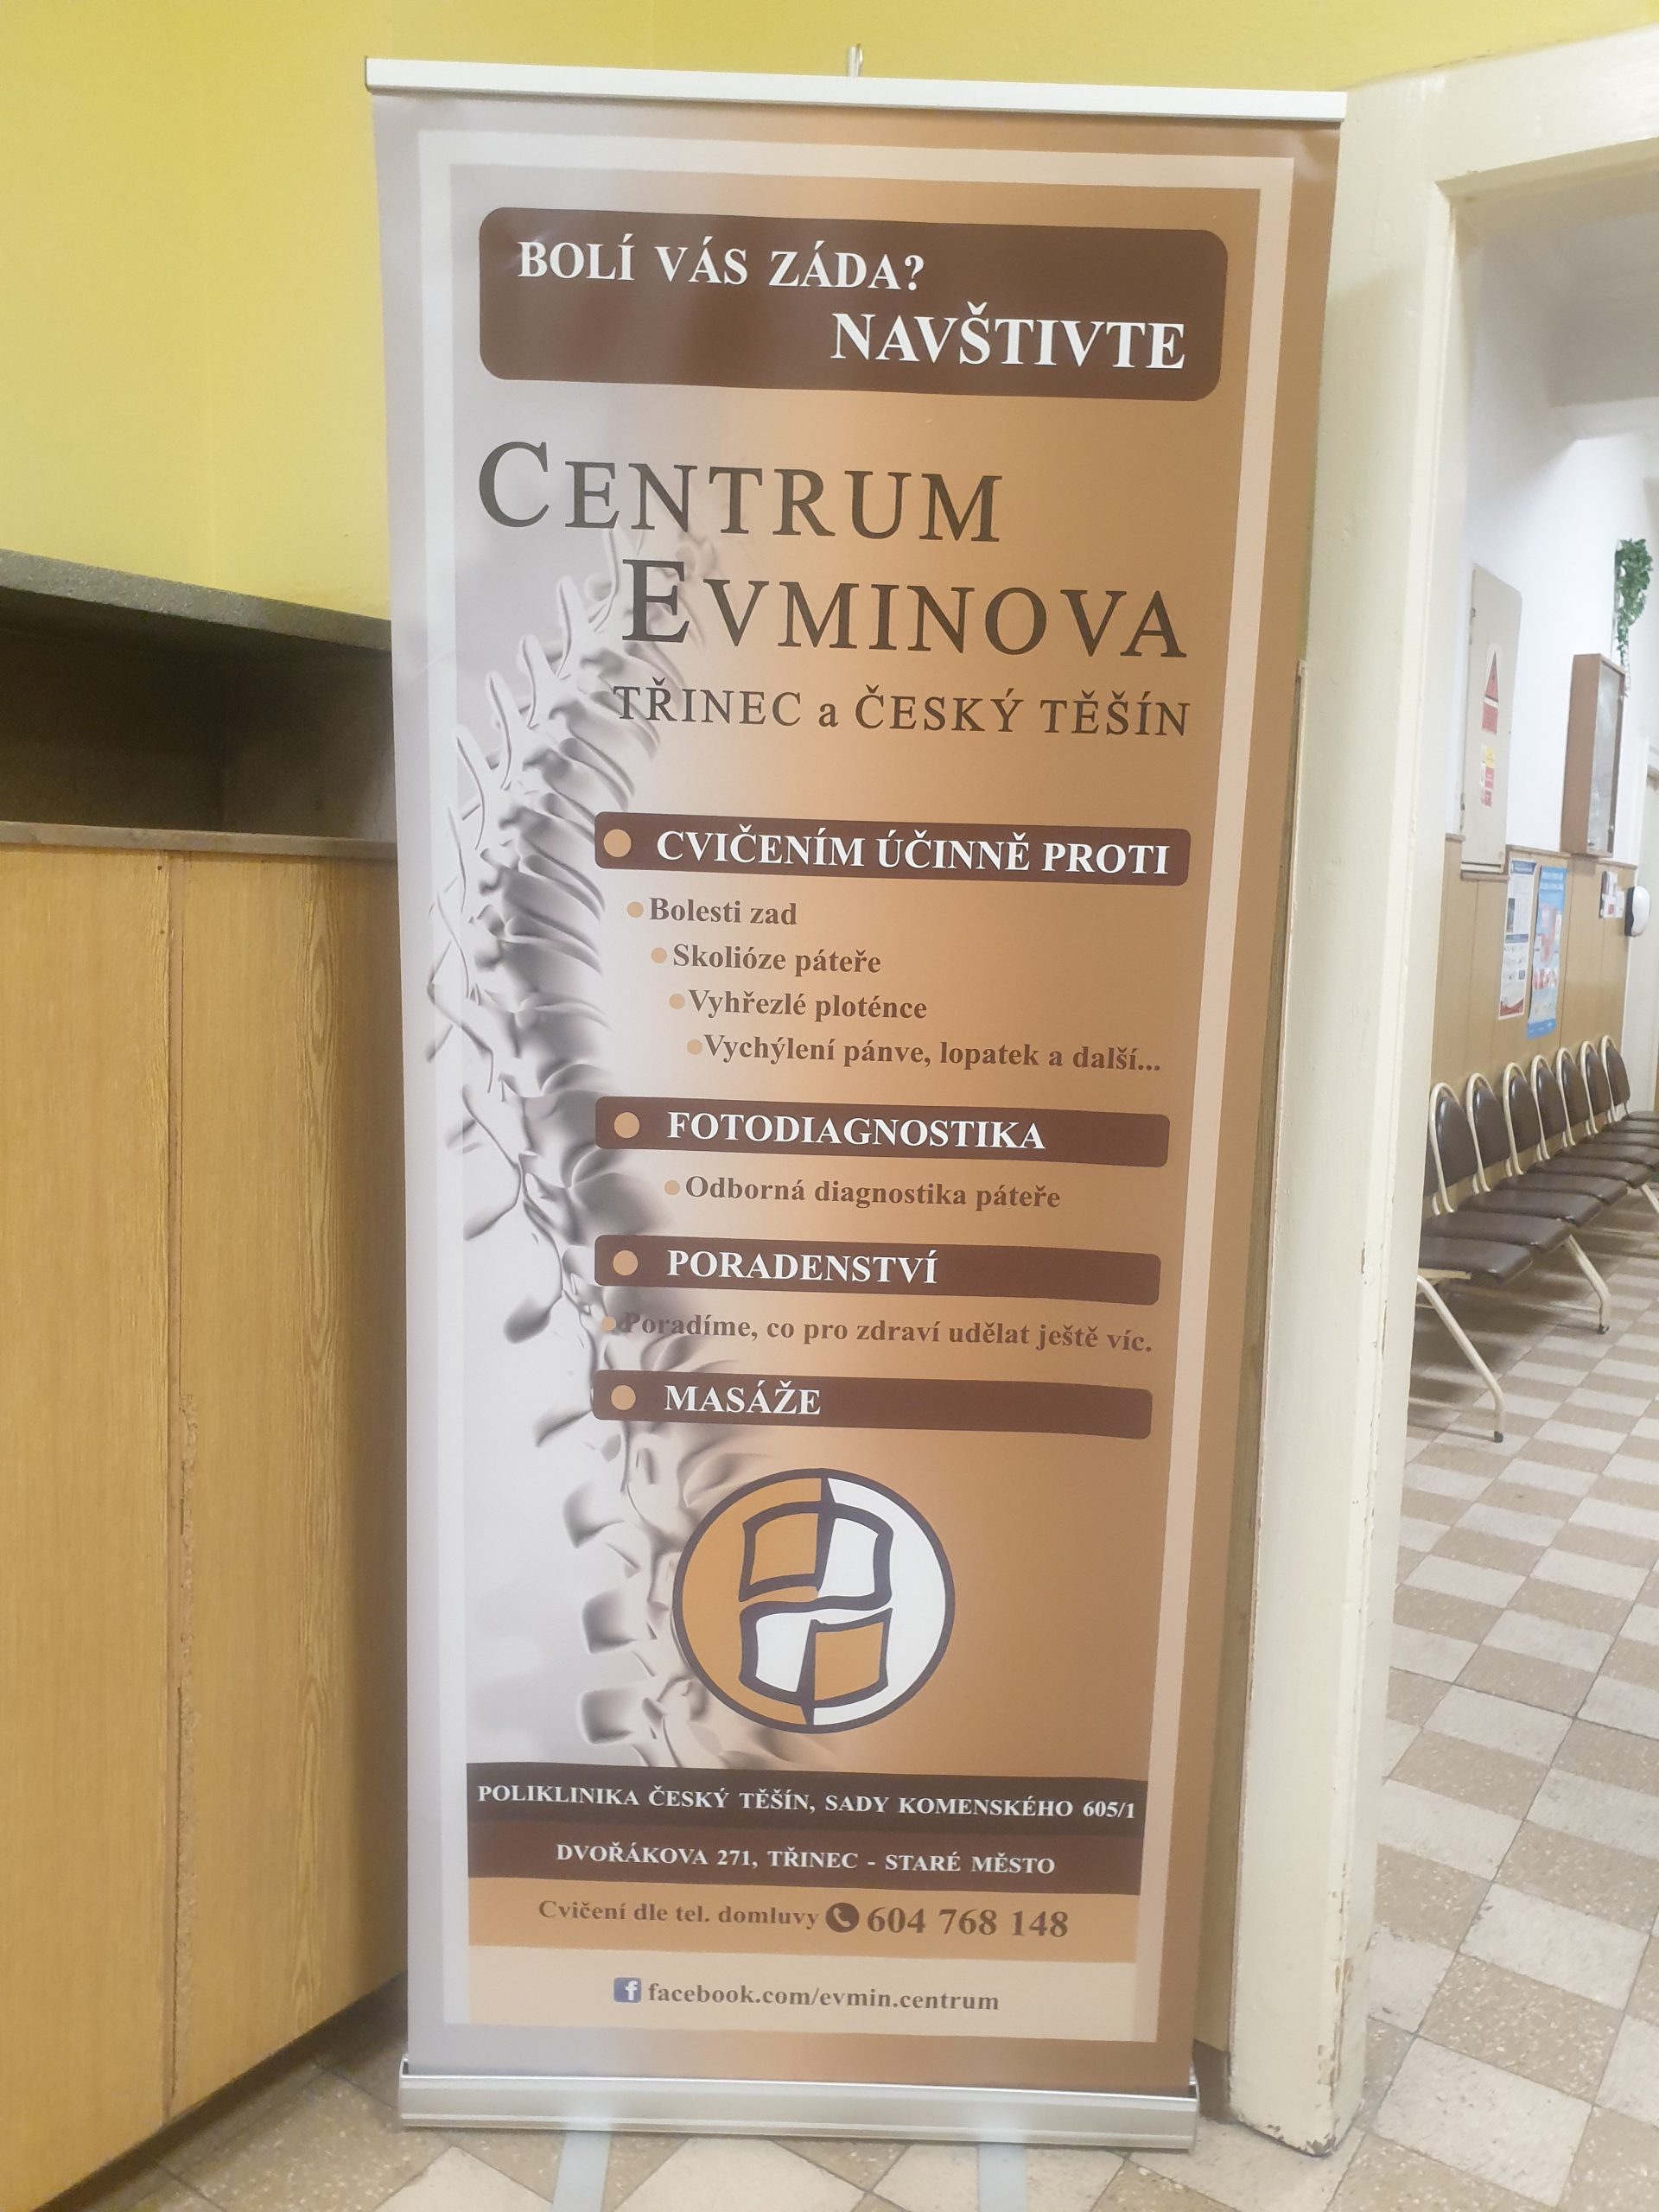 BOLÍ VÁS ZÁDA?
NAVŠTIVTE
CENTRUM
EVMINOVA
TŘINEC a ČESKÝ TĚŠÍN
CVIČENÍM ÚČINNĚ PROTI
Bolesti zad
Skolióze páteře
Vyhřezlé ploténce
Vychýlení pánve, lopatek a další...
FOTODIAGNOSTIKA
Odborná diagnostika páteře
PORADENSTVÍ
Poradíme, co pro zdraví udělat ještě víc.
MASÁŽE
POLIKLINIKA ČESKÝ TĚŠÍN, SADY KOMENSKÉHO 605/1
DVOŘÁKOVA 271, TŘINEC - STARÉ MĚSTO
Cvičení dle tel. domluvy 604 768 148
facebook.com/evmin.centrum